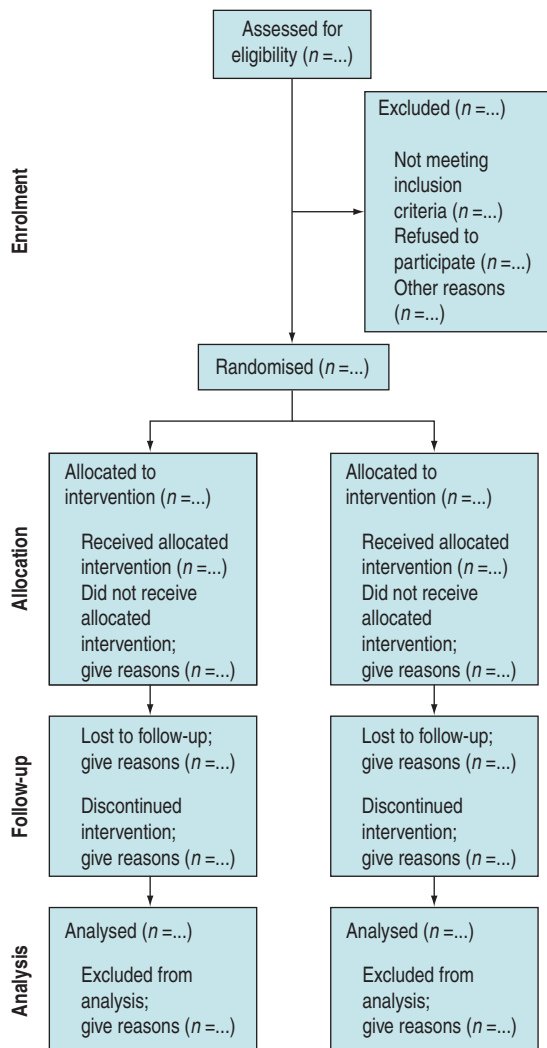 Assessed for
eligibility (n =...)
Enrolment
Excluded (n =...)
Not meeting
inclusion
criteria (n =...)
Refused to
participate (n =...)
Other reasons
(n =...)
Randomised (n =...)
Allocation
Allocated to
intervention (n =...)
Received allocated
intervention (n =...)
Did not receive
allocated
intervention;
give reasons (n =...)
Allocated to
intervention (n =...)
Received allocated
intervention (n =...)
Did not receive
allocated
intervention;
give reasons (n =...)
Follow-up
Lost to follow-up;
give reasons (n =...)
Discontinued
intervention;
give reasons (n =...)
Lost to follow-up;
give reasons (n =...)
Discontinued
intervention;
give reasons (n =...)
Analysis
Analysed (n =...)
Excluded from
analysis;
give reasons (n =...)
Analysed (n =...)
Excluded from
analysis;
give reasons (n =...)